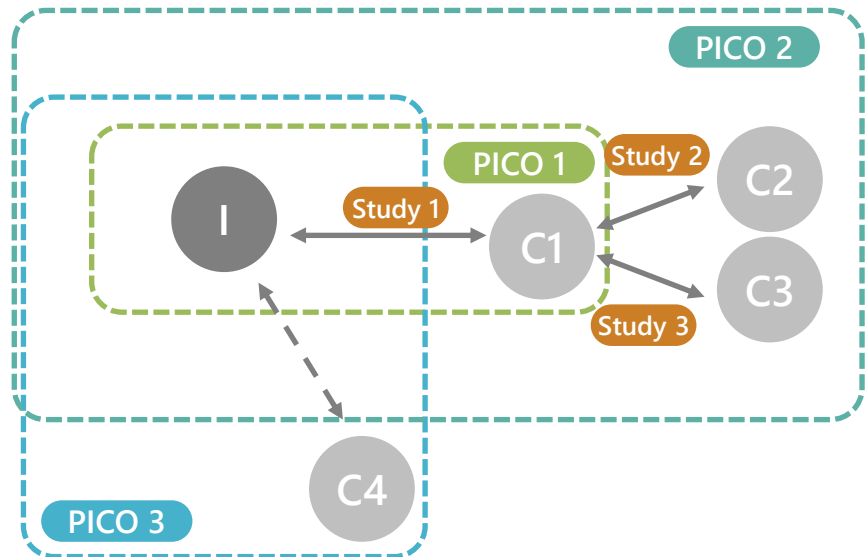 PICO 2
PICO 1
Study 2
C2
Study 1
I
C1
C3
Study 3
C4
PICO 3